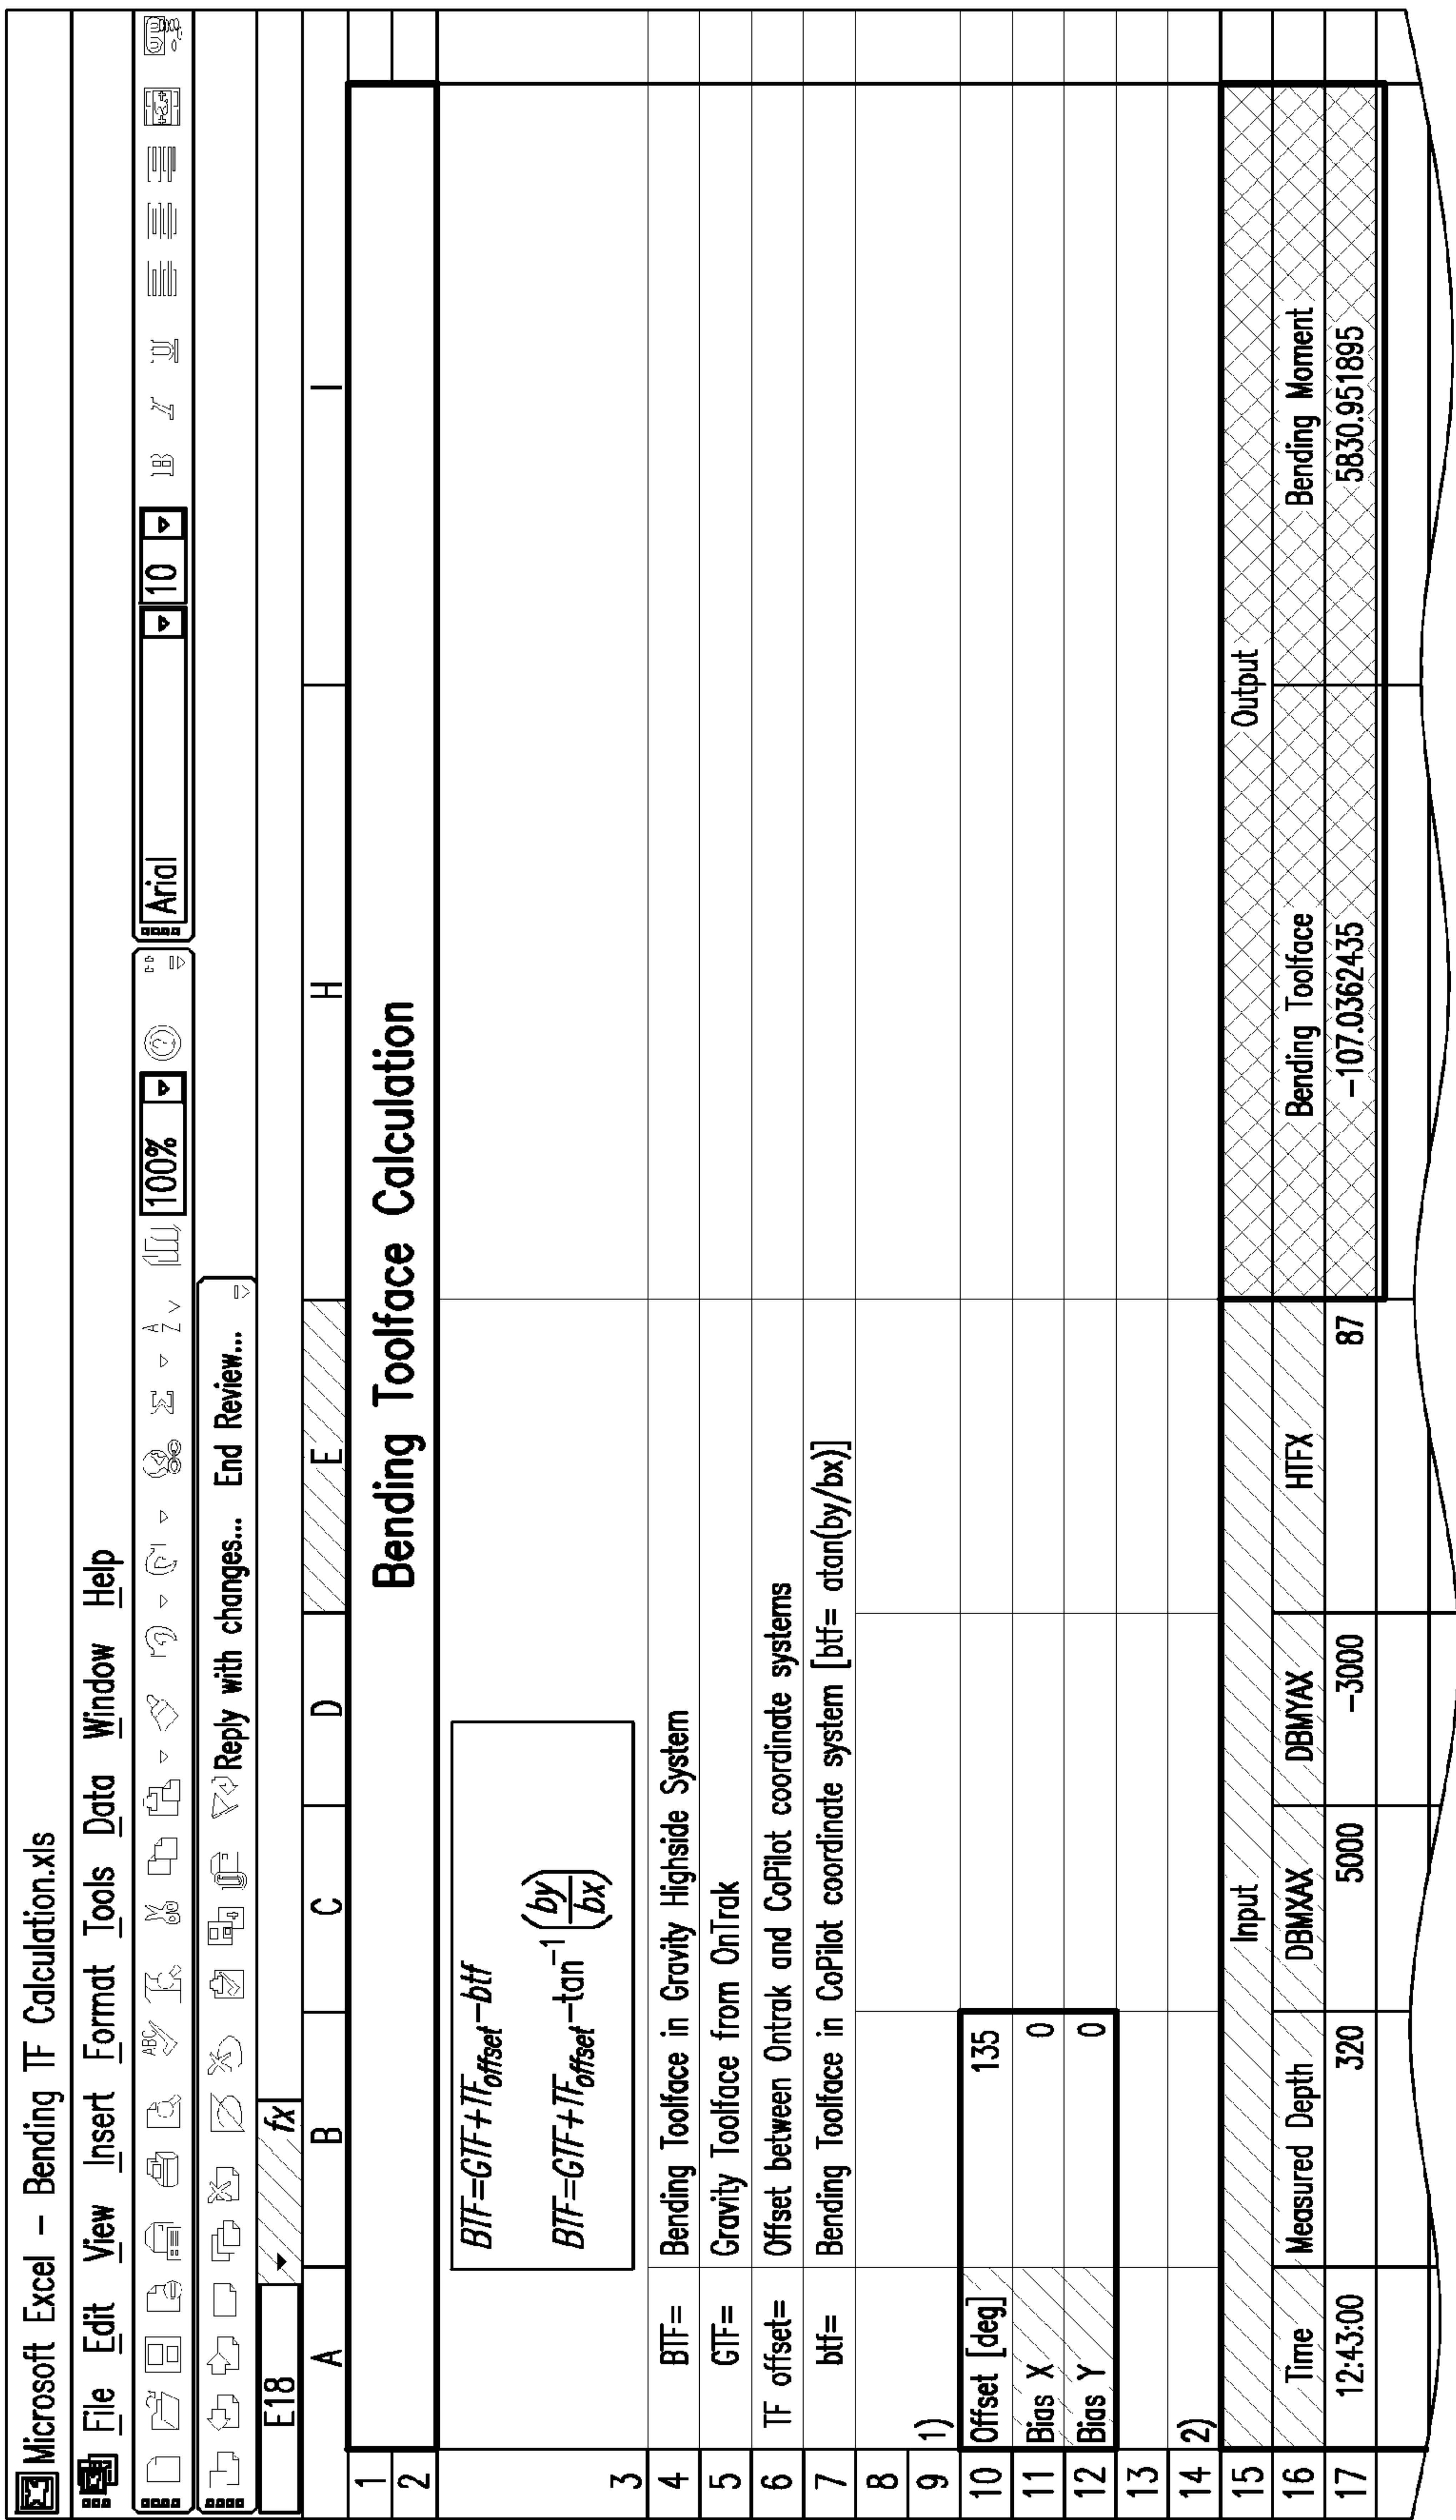 Microsoft Excel – Bending TF Calculation.xls
File Edit View Insert Format Tools Data Window Help
ABC Σ A Z 100% Arial 10 B I U
Reply with changes... End Review...
E18 fx
A B C D E H I
1 Bending Toolface Calculation
2
BTF=GTF+TF offset -btf
BTF=GTF+TF offset -tan⁻¹(by/bx)
3
4 BTF= Bending Toolface in Gravity Highside System
5 GTF= Gravity Toolface from OnTrak
6 TF offset= Offset between Ontrak and CoPilot coordinate systems
7 btf= Bending Toolface in CoPilot coordinate system [btf= atan(by/bx)]
8
9 1)
10 Offset [deg] 135
11 Bias X 0
12 Bias Y 0
13
14 2)
15 Input Output
16 Time Measured Depth DBMXAX DBMYAX HTFX Bending Toolface Bending Moment
17 12:43:00 320 5000 –3000 87 –107.0362435 5830.951895